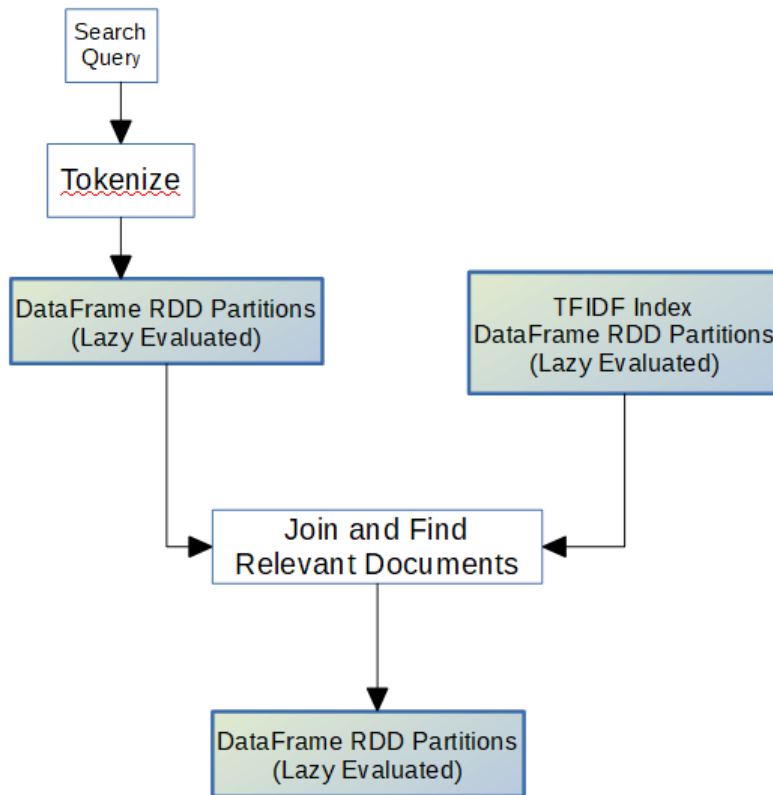 Search
Query
Tokenize
DataFrame RDD Partitions
(Lazy Evaluated)
TFIDF Index
DataFrame RDD Partitions
(Lazy Evaluated)
Join and Find
Relevant Documents
DataFrame RDD Partitions
(Lazy Evaluated)